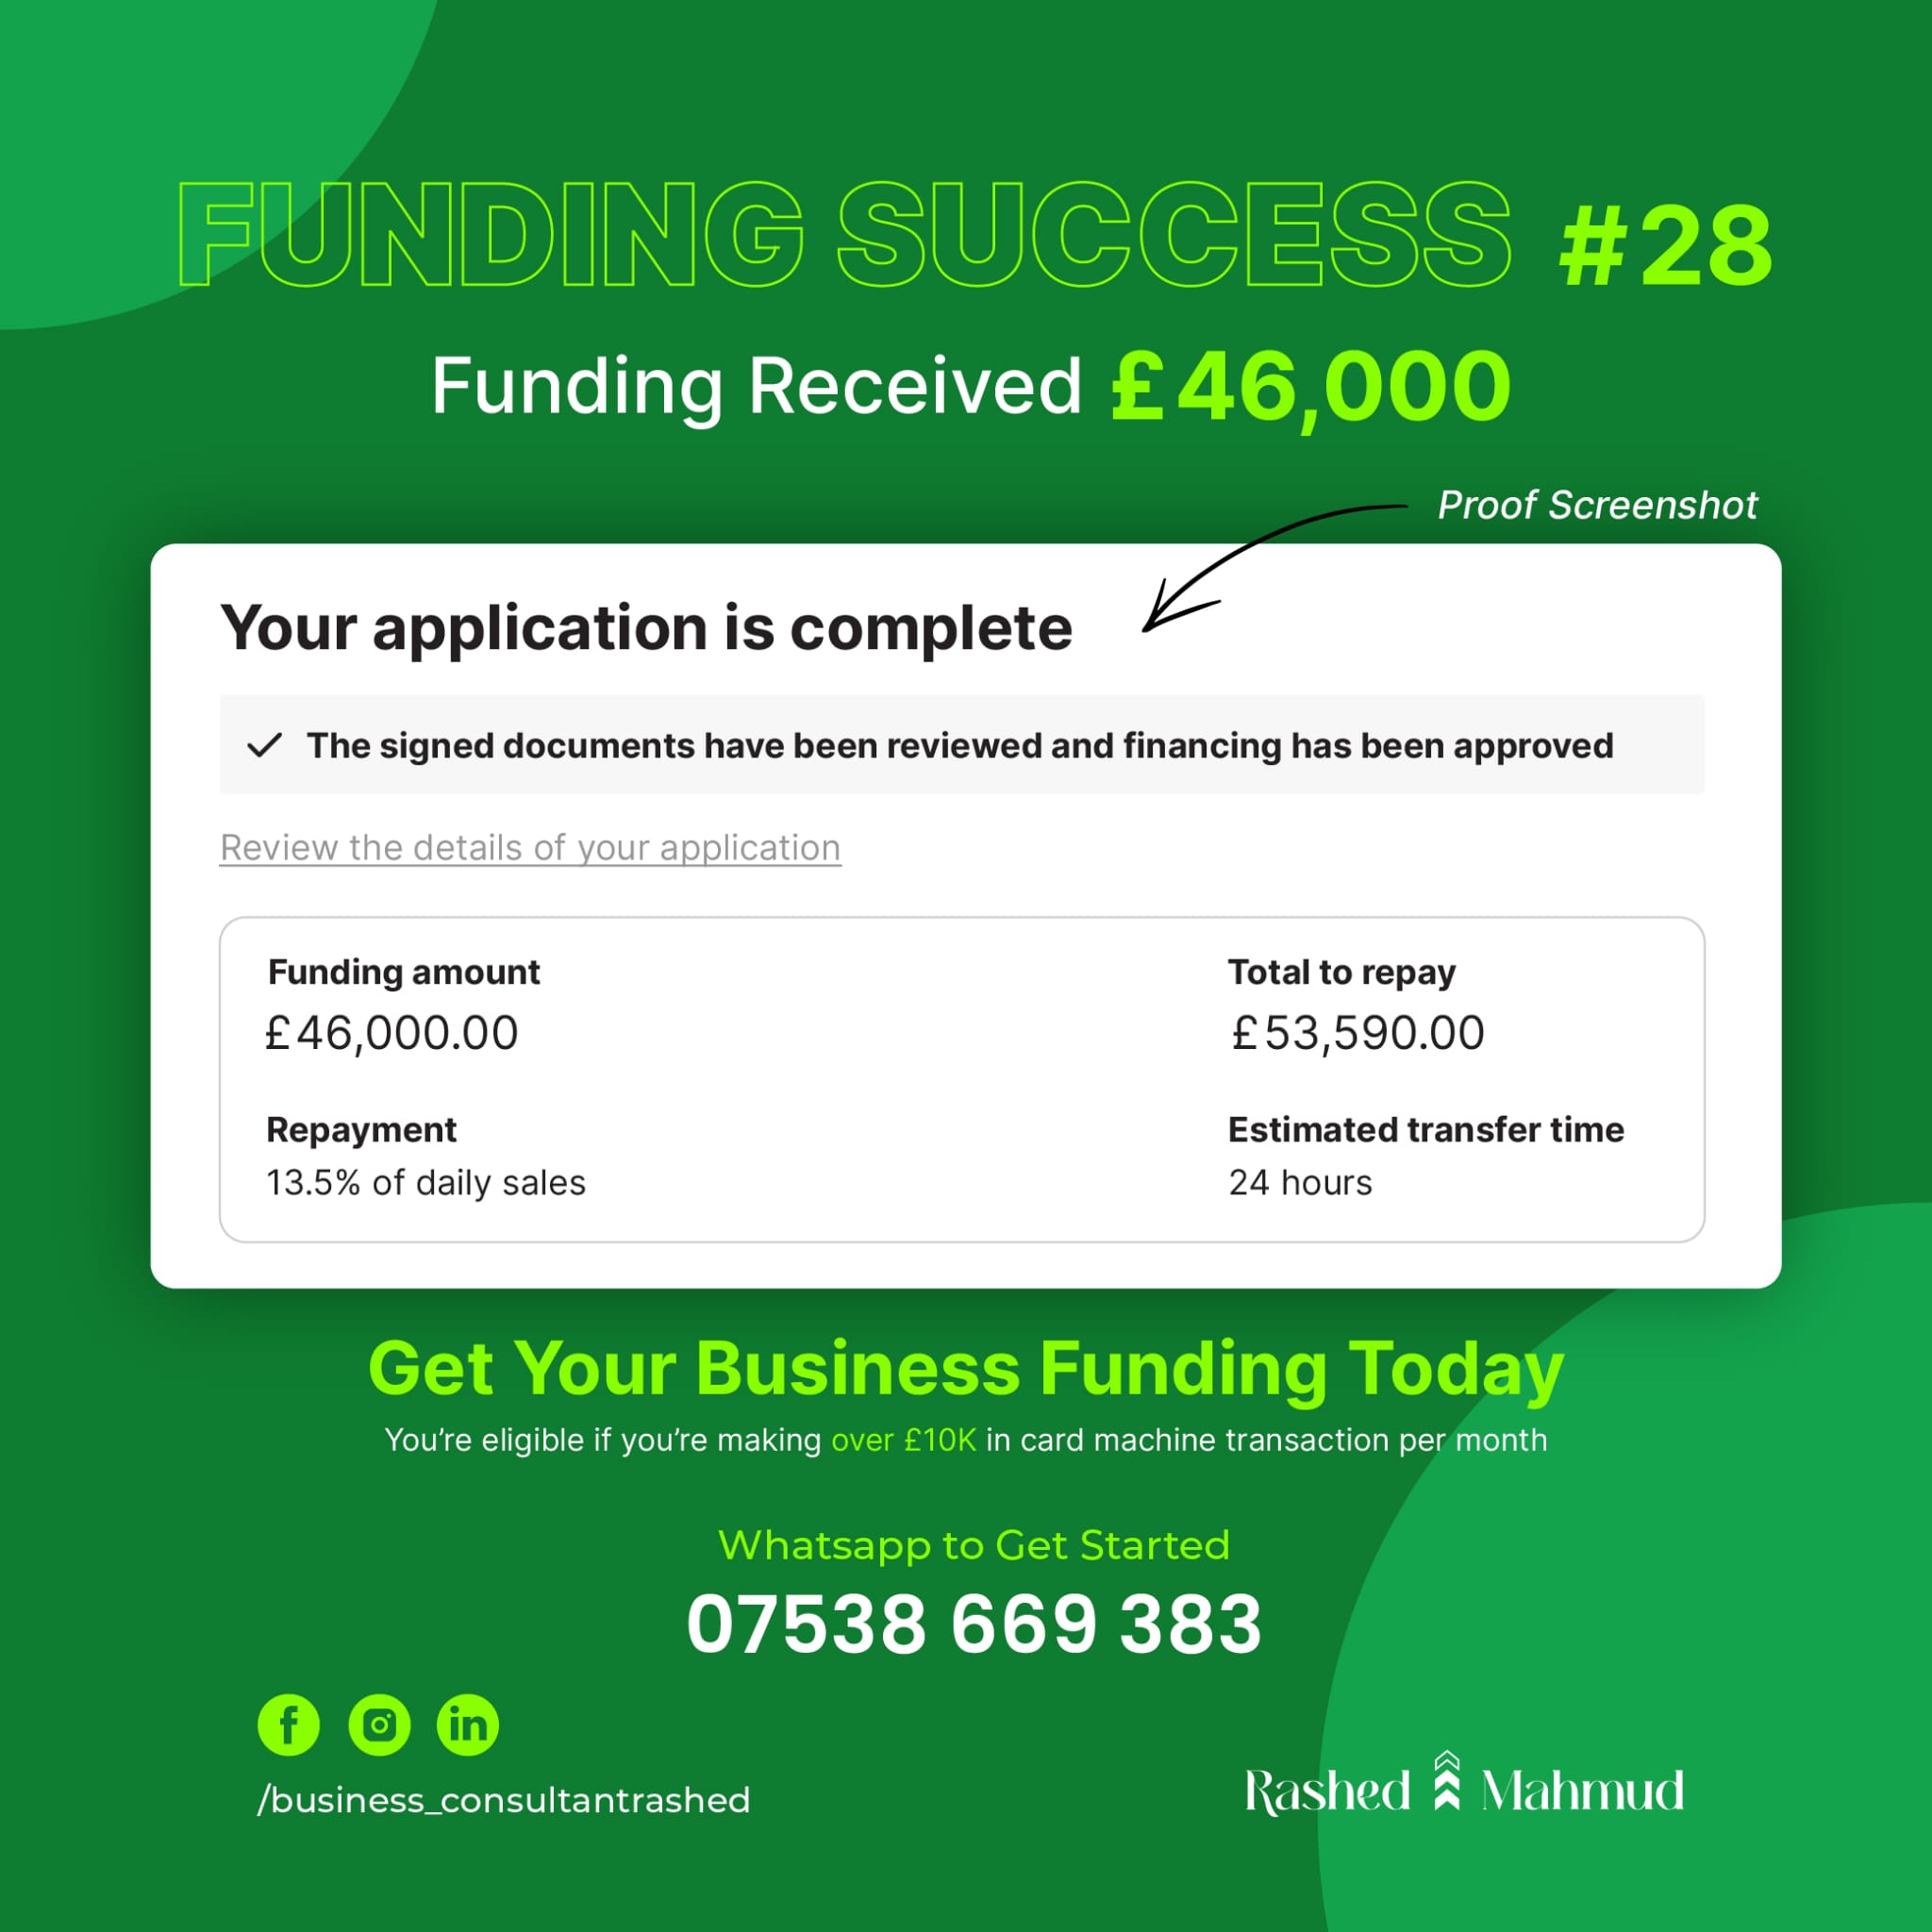 FUNDING SUCCESS #28
Funding Received £46,000
Proof Screenshot
Your application is complete
The signed documents have been reviewed and financing has been approved
Review the details of your application
Funding amount
£46,000.00
Total to repay
£53,590.00
Repayment
13.5% of daily sales
Estimated transfer time
24 hours
Get Your Business Funding Today
You’re eligible if you’re making over £10K in card machine transaction per month
Whatsapp to Get Started
07538 669 383
/business_consultantrashed
Rashed Mahmud